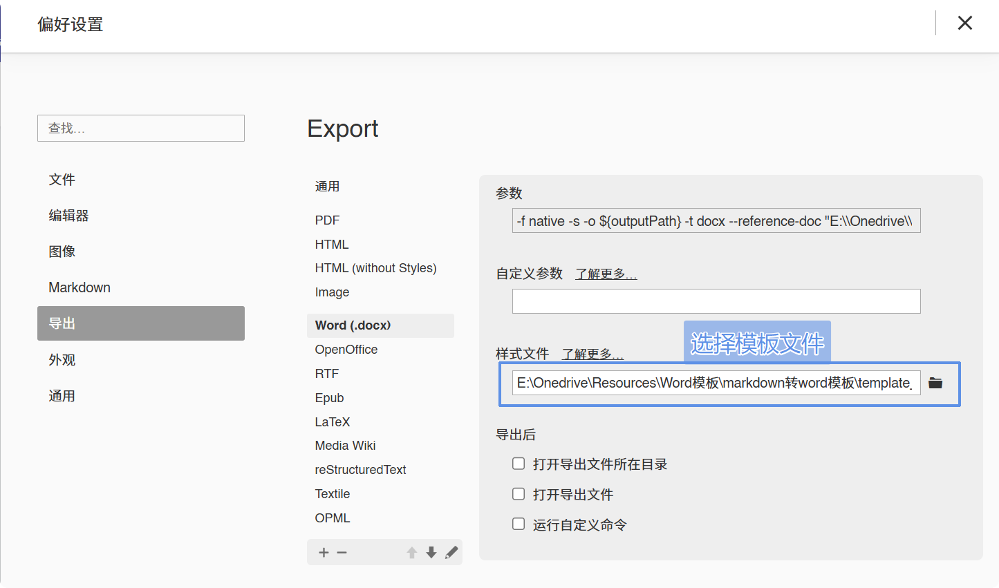 偏好设置
查找...
文件
编辑器
图像
Markdown
导出
外观
通用
Export
通用
PDF
HTML
HTML (without Styles)
Image
Word (.docx)
OpenOffice
RTF
Epub
LaTeX
Media Wiki
reStructuredText
Textile
OPML
参数
-f native -s -o ${outputPath} -t docx --reference-doc "E:\\Onedrive\\
自定义参数 了解更多...
选择模板文件
样式文件 了解更多...
E:\Onedrive\Resources\Word模板\markdown转word模板\template_
导出后
打开导出文件所在目录
打开导出文件
运行自定义命令